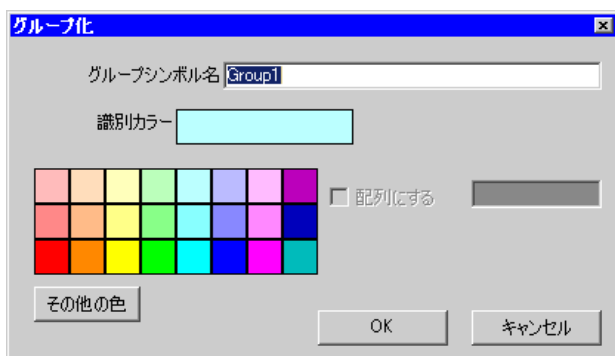 グループ化
グループシンボル名 Group1
識別カラー
配列にする
その他の色
OK キャンセル